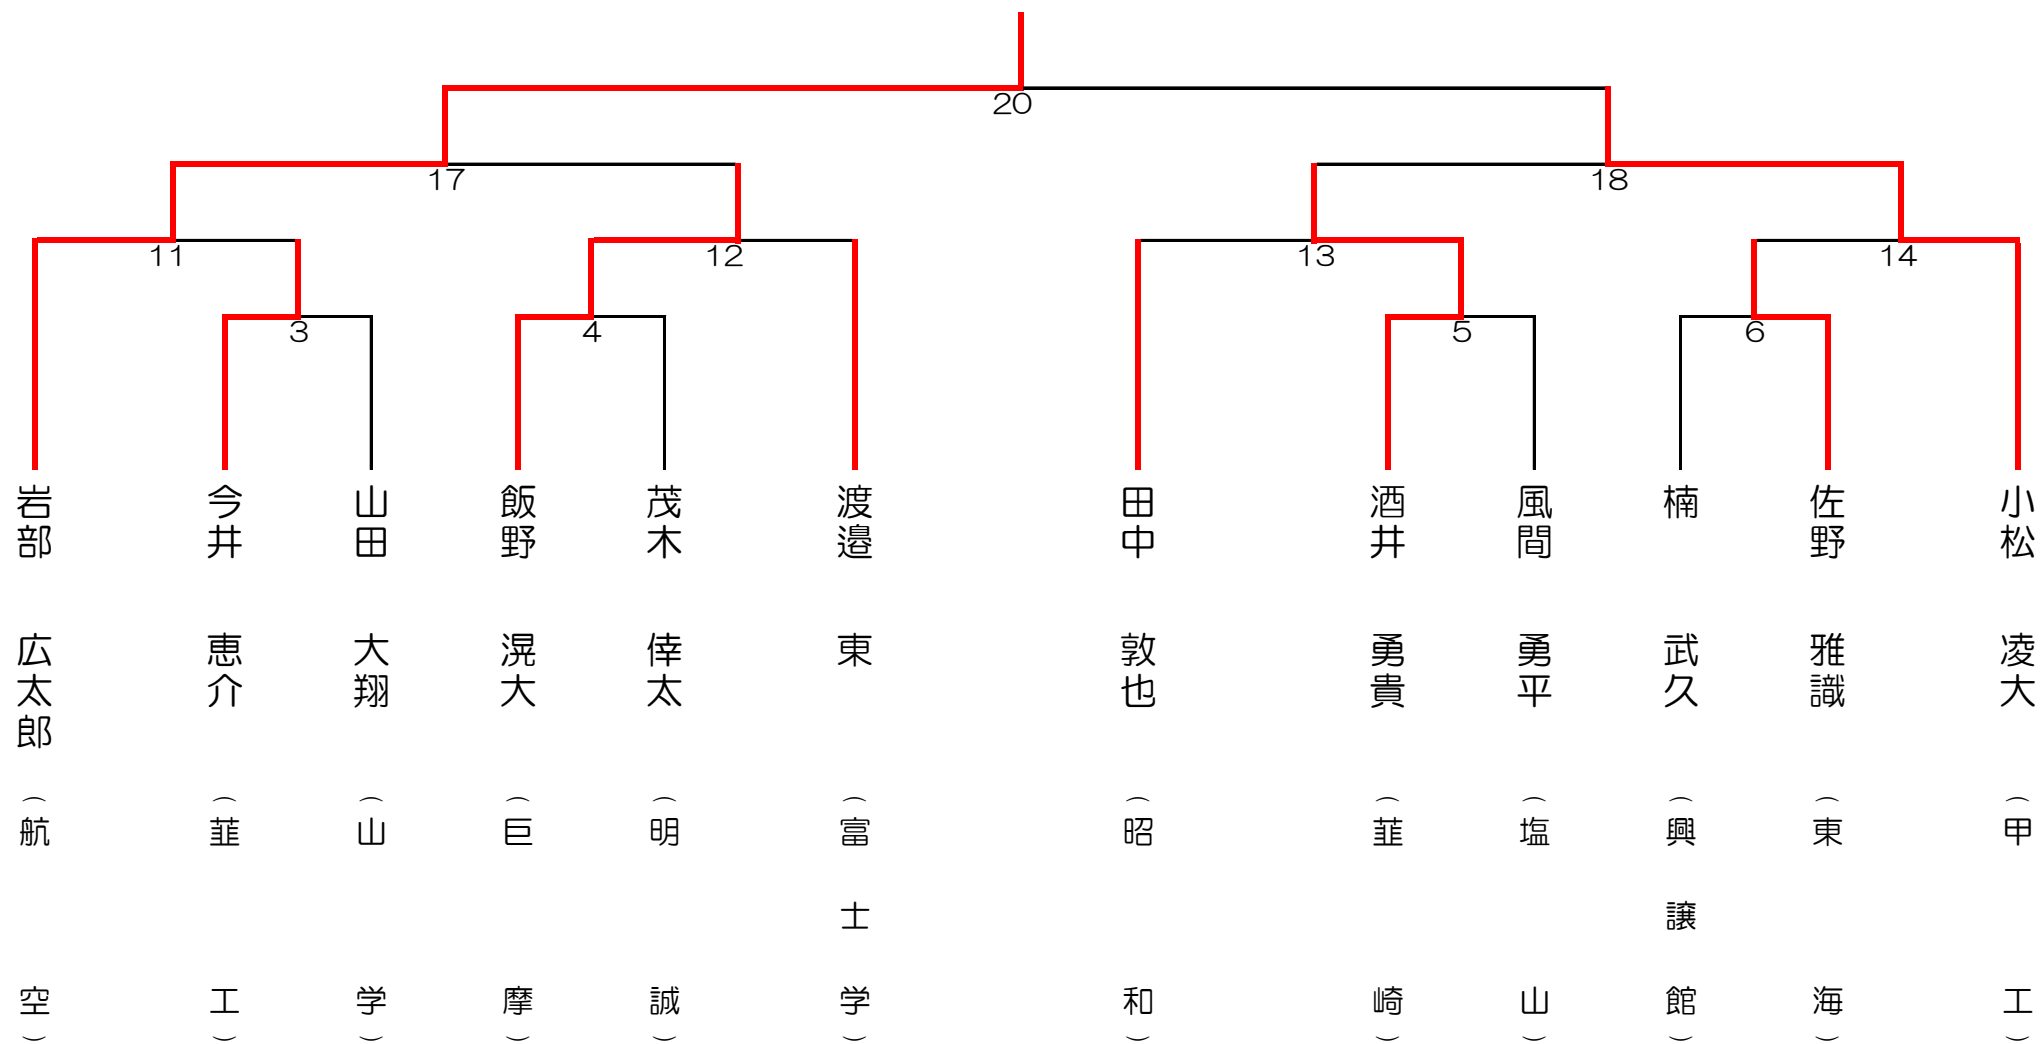 20
17
18
11
12
13
14
3
4
5
6
岩部 広太郎 （航空）
今井 恵介 （韮工）
山田 大翔 （山学）
飯野 滉大 （巨摩）
茂木 倖太 （明誠）
渡邉 東 （富士学）
田中 敦也 （昭和）
酒井 勇貴 （韮崎）
風間 勇平 （塩山）
楠 武久 （興譲館）
佐野 雅識 （東海）
小松 凌大 （甲工）